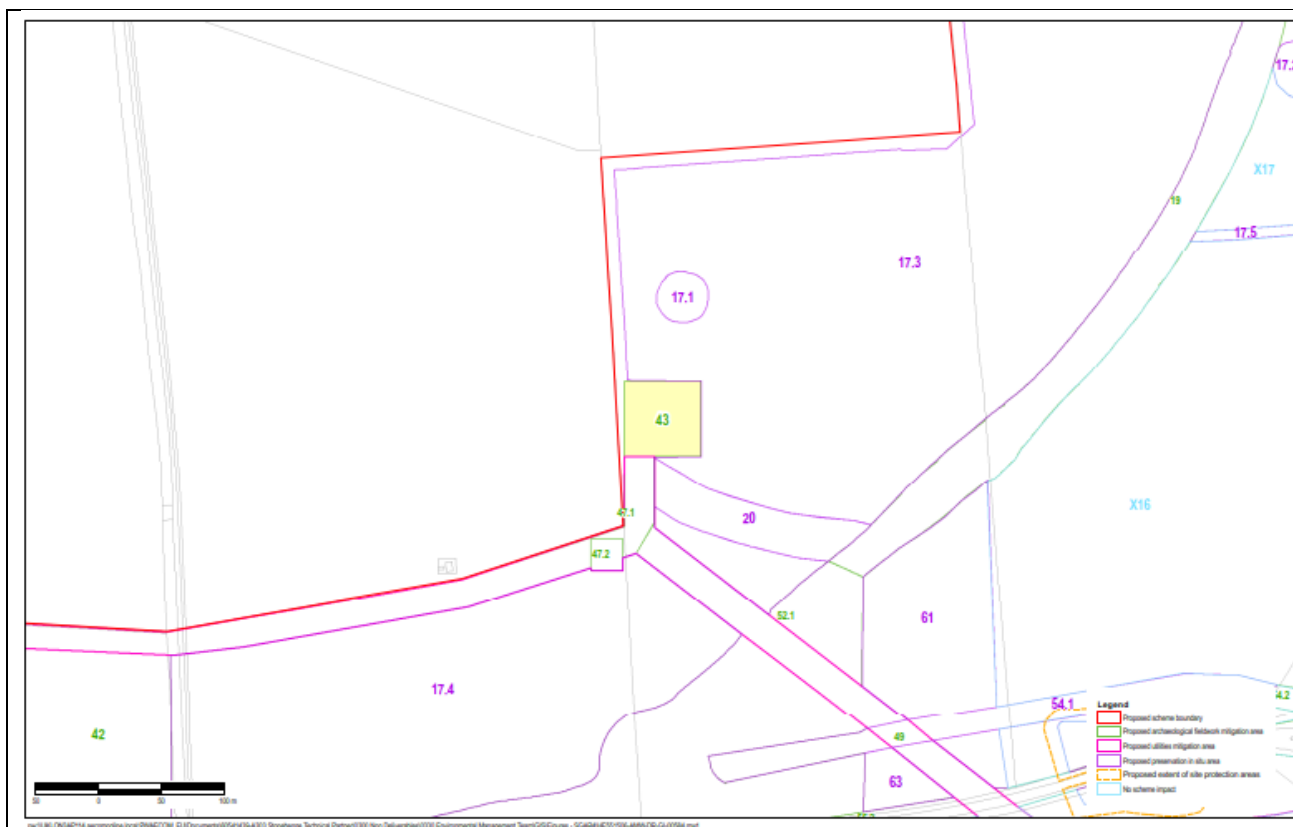 17.2
X17
19
17.5
17.3
17.1
43
X16
20
47.1
47.2
52.1
61
17.4
54.1
4.2
42
49
63
50 0 50 100 m
Legend
Proposed scheme boundary
Proposed archaeological fieldwork mitigation area
Proposed utilities mitigation area
Proposed preservation in situ area
Proposed extent of site protection areas
No scheme impact